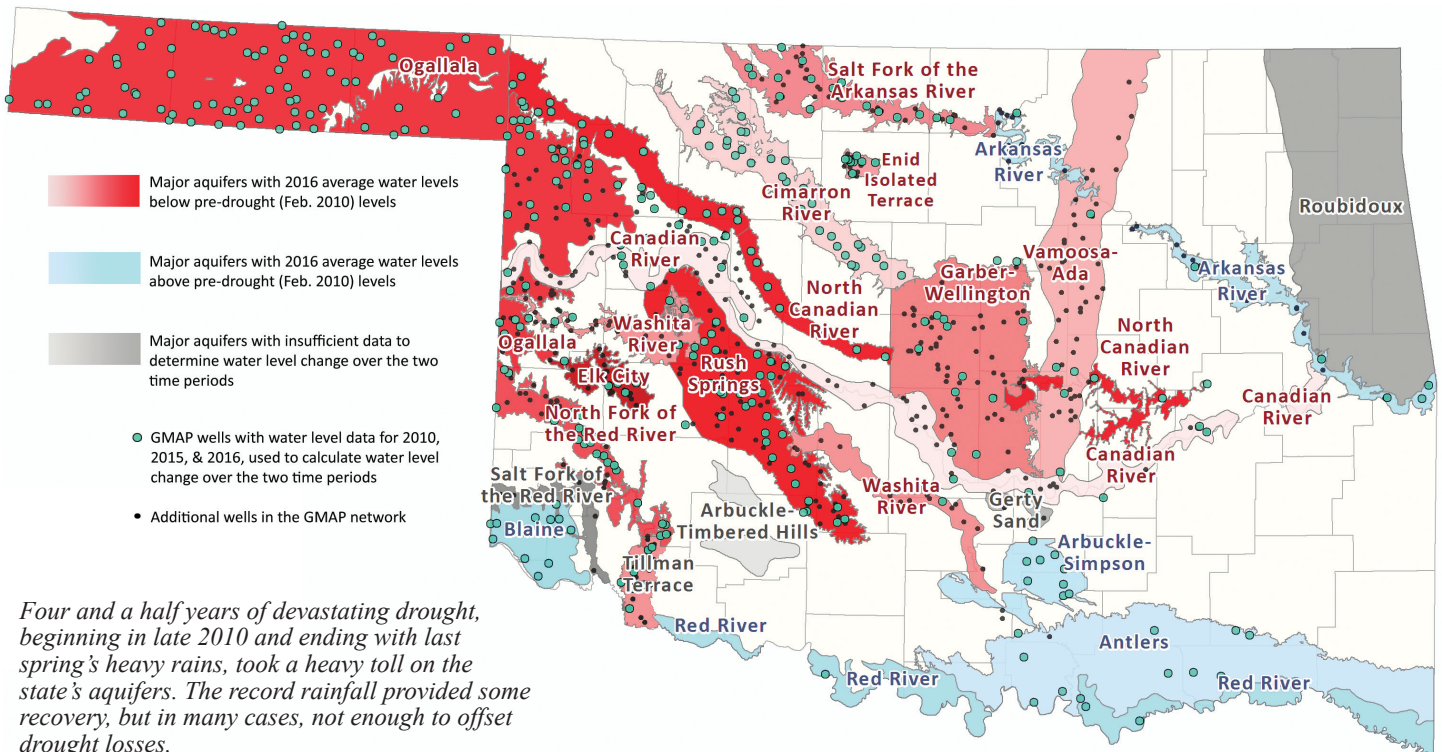 Ogallala
Salt Fork of the
Arkansas River
Arkansas
River
Enid
Isolated
Terrace
Cimarron
River
Roubidoux
Major aquifers with 2016 average water levels
below pre-drought (Feb. 2010) levels
Major aquifers with 2016 average water levels
above pre-drought (Feb. 2010) levels
Major aquifers with insufficient data to
determine water level change over the two
time periods
GMAP wells with water level data for 2010,
2015, & 2016, used to calculate water level
change over the two time periods
Additional wells in the GMAP network
Canadian
River
Vamoosa-
Ada
Garber-
Wellington
Arkansas
River
North
Canadian
River
Washita
River
Ogallala
North
Canadian
River
Rush
Springs
Elk City
Canadian
River
North Fork of
the Red River
Canadian
River
Salt Fork of
the Red River
Washita
River
Gerty
Sand
Blaine
Arbuckle-
Timbered Hills
Arbuckle-
Simpson
Tillman
Terrace
Red River
Antlers
Red River
Red River
Four and a half years of devastating drought,
beginning in late 2010 and ending with last
spring’s heavy rains, took a heavy toll on the
state’s aquifers. The record rainfall provided some
recovery, but in many cases, not enough to offset
drought losses.